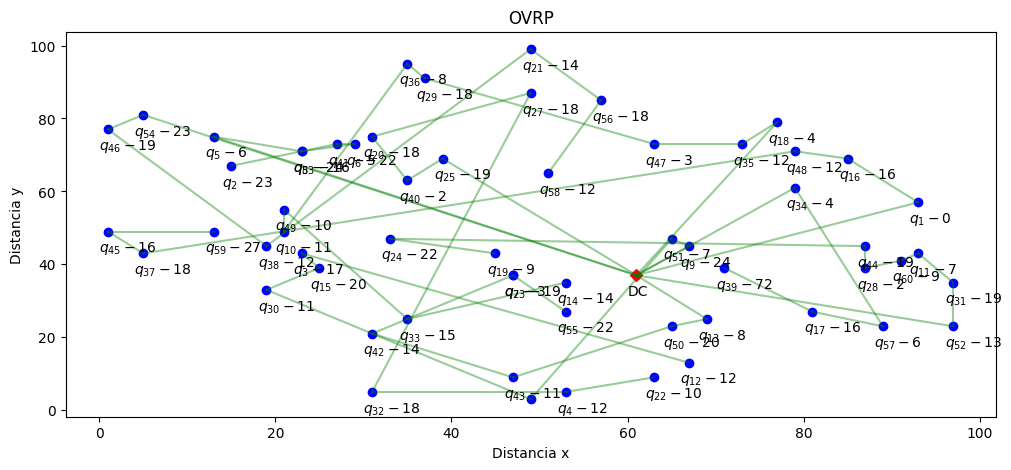 OVRP
Distancia y
100
80
60
40
20
0
q21 − 14
q36 − 8
q29 − 18
q27 − 18
q56 − 18
q54 − 23
q18 − 4
q46 − 19
q5 − 6
q2 − 23
q29 − 18
q47 − 3
q35 − 12
q48 − 12
q16 − 16
q25 − 19
q40 − 2
q58 − 12
q34 − 4
q1 − 0
q49 − 10
q45 − 16
q59 − 27
q10 − 11
q38 − 12
q37 − 18
q3 − 17
q24 − 22
q51 − 7
q9 − 24
q44 − 19
q11 − 7
q60 − 9
q19 − 9
q15 − 20
q39 − 72
q28 − 2
DC
q14 − 14
q31 − 19
q30 − 11
q33 − 15
q55 − 22
q13 − 8
q50 − 20
q17 − 16
q57 − 6
q52 − 13
q42 − 14
q12 − 12
q43 − 11
q22 − 10
q32 − 18
q4 − 12
0 20 40 60 80 100
Distancia x